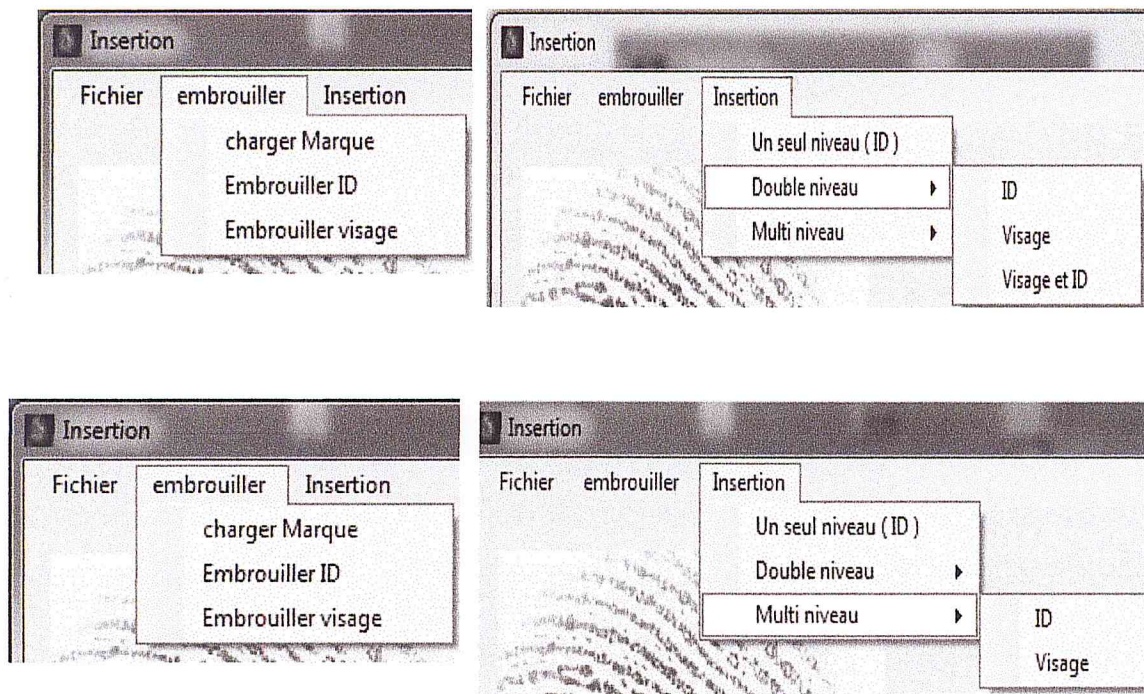 Insertion
Fichier embrouiller Insertion
charger Marque
Embrouiller ID
Embrouiller visage
Insertion
Fichier embrouiller Insertion
Un seul niveau ( ID )
Double niveau
Multi niveau
ID
Visage
Visage et ID
Insertion
Fichier embrouiller Insertion
charger Marque
Embrouiller ID
Embrouiller visage
Insertion
Fichier embrouiller Insertion
Un seul niveau ( ID )
Double niveau
Multi niveau
ID
Visage